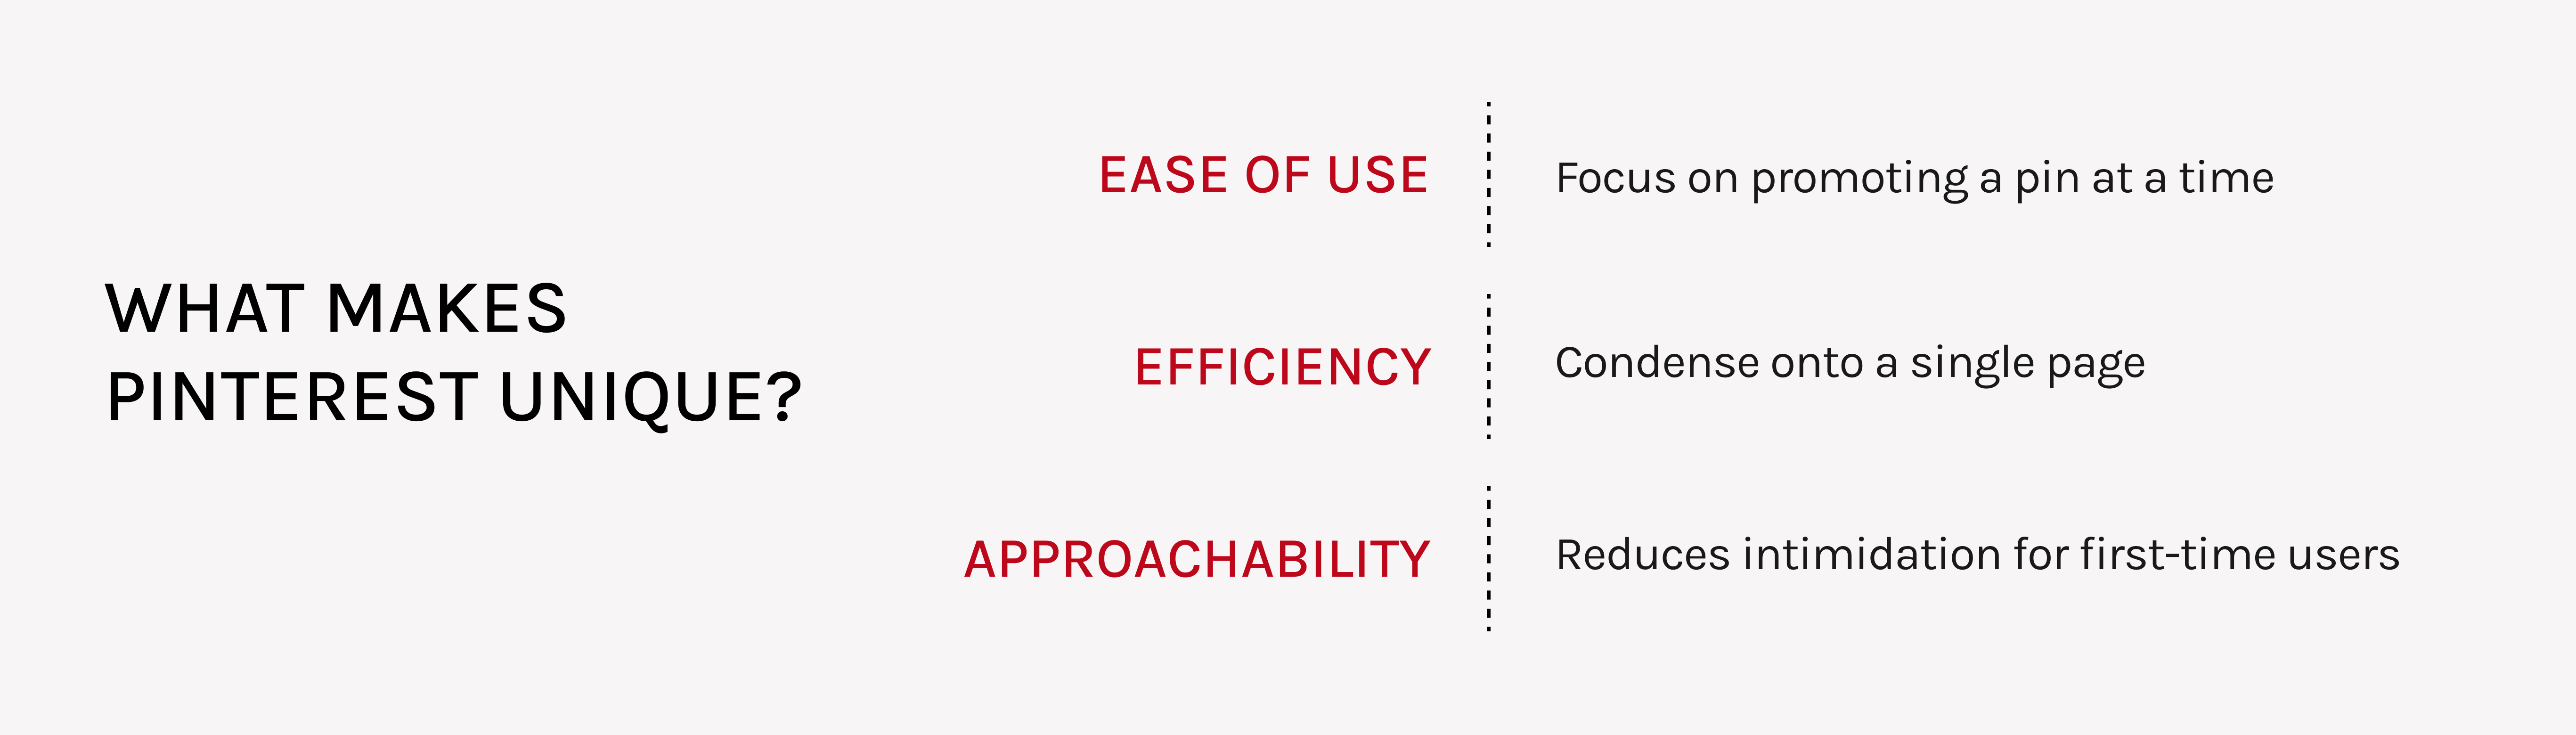 WHAT MAKES
PINTEREST UNIQUE?
EASE OF USE
Focus on promoting a pin at a time
EFFICIENCY
Condense onto a single page
APPROACHABILITY
Reduces intimidation for first-time users